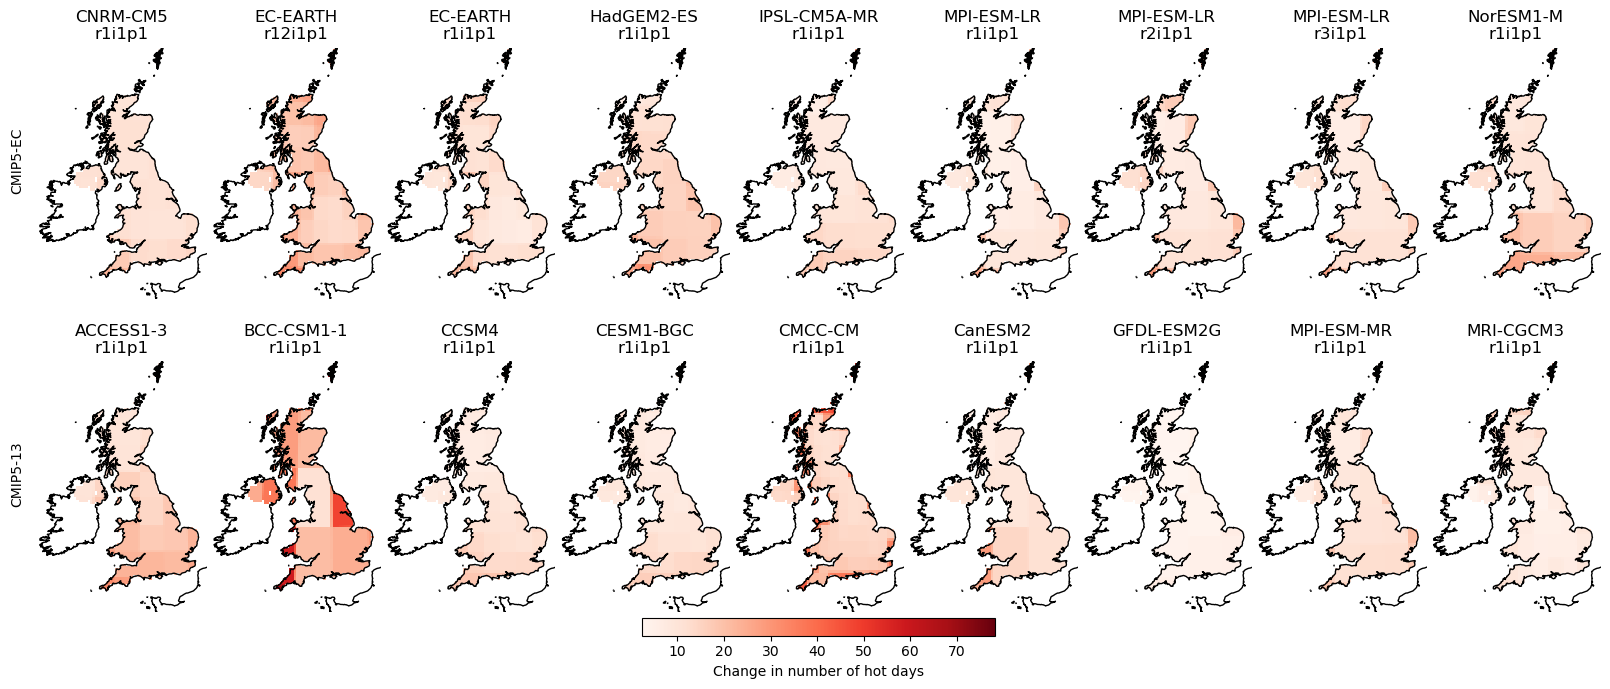 CNRM-CM5
r1i1p1
EC-EARTH
r12i1p1
EC-EARTH
r1i1p1
HadGEM2-ES
r1i1p1
IPSL-CM5A-MR
r1i1p1
MPI-ESM-LR
r1i1p1
MPI-ESM-LR
r2i1p1
MPI-ESM-LR
r3i1p1
NorESM1-M
r1i1p1
CMIP5-EC
ACCESS1-3
r1i1p1
BCC-CSM1-1
r1i1p1
CCSM4
r1i1p1
CESM1-BGC
r1i1p1
CMCC-CM
r1i1p1
CanESM2
r1i1p1
GFDL-ESM2G
r1i1p1
MPI-ESM-MR
r1i1p1
MRI-CGCM3
r1i1p1
CMIP5-13
10 20 30 40 50 60 70
Change in number of hot days